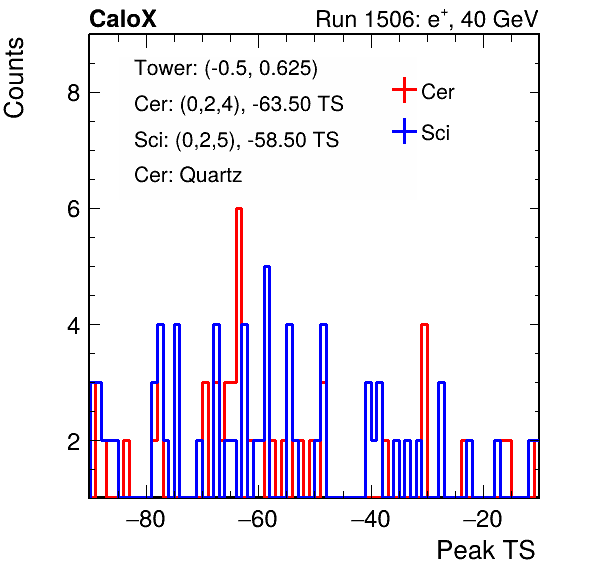 CaloX Run 1506: e⁺, 40 GeV
Counts
Tower: (-0.5, 0.625)
Cer: (0,2,4), -63.50 TS
Sci: (0,2,5), -58.50 TS
Cer: Quartz
Cer
Sci
8
6
4
2
−80 −60 −40 −20
Peak TS